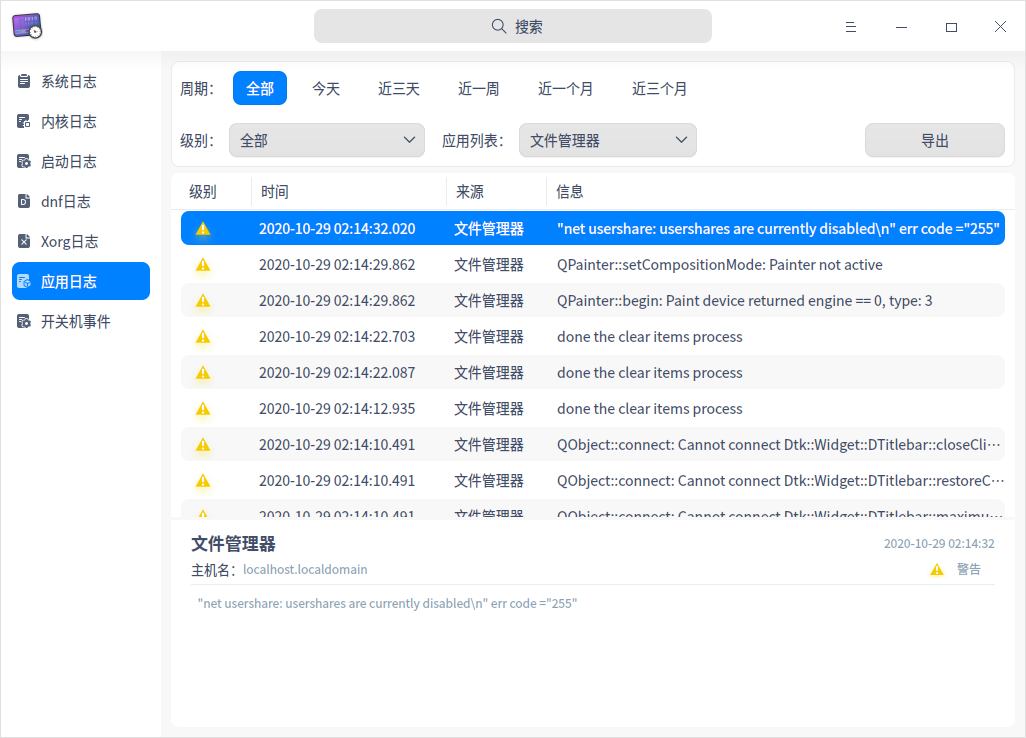 搜索
系统日志
内核日志
启动日志
dnf日志
Xorg日志
应用日志
开关机事件
周期: 全部 今天 近三天 近一周 近一个月 近三个月
级别: 全部 应用列表: 文件管理器 导出
级别 时间 来源 信息
2020-10-29 02:14:32.020 文件管理器 "net usershare: usershares are currently disabled\n" err code ="255"
2020-10-29 02:14:29.862 文件管理器 QPainter::setCompositionMode: Painter not active
2020-10-29 02:14:29.862 文件管理器 QPainter::begin: Paint device returned engine == 0, type: 3
2020-10-29 02:14:22.703 文件管理器 done the clear items process
2020-10-29 02:14:22.087 文件管理器 done the clear items process
2020-10-29 02:14:12.935 文件管理器 done the clear items process
2020-10-29 02:14:10.491 文件管理器 QObject::connect: Cannot connect Dtk::Widget::DTitlebar::closeCli…
2020-10-29 02:14:10.491 文件管理器 QObject::connect: Cannot connect Dtk::Widget::DTitlebar::restoreC…
2020-10-29 02:14:10.491 文件管理器 QObject::connect: Cannot connect Dtk::Widget::DTitlebar::maximu…
文件管理器 2020-10-29 02:14:32
主机名: localhost.localdomain 警告
"net usershare: usershares are currently disabled\n" err code ="255"